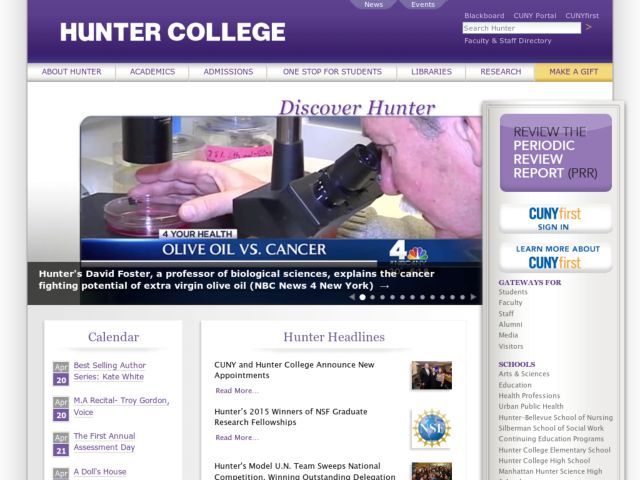 News
Events
HUNTER COLLEGE
Blackboard CUNY Portal CUNYfirst
Search Hunter >
Faculty & Staff Directory
ABOUT HUNTER ACADEMICS ADMISSIONS ONE STOP FOR STUDENTS LIBRARIES RESEARCH MAKE A GIFT
Discover Hunter
4 YOUR HEALTH
OLIVE OIL VS. CANCER
4
Hunter's David Foster, a professor of biological sciences, explains the cancer
fighting potential of extra virgin olive oil (NBC News 4 New York) →
REVIEW THE
PERIODIC
REVIEW
REPORT (PRR)
CUNYfirst
SIGN IN
LEARN MORE ABOUT
CUNYfirst
GATEWAYS FOR
Students
Faculty
Staff
Alumni
Media
Visitors
SCHOOLS
Arts & Sciences
Education
Health Professions
Urban Public Health
Hunter-Bellevue School of Nursing
Silberman School of Social Work
Continuing Education Programs
Hunter College Elementary School
Hunter College High School
Manhattan Hunter Science High
Calendar
Apr
20
Best Selling Author
Series: Kate White
Apr
20
M.A Recital- Troy Gordon,
Voice
Apr
21
The First Annual
Assessment Day
Apr
A Doll's House
Hunter Headlines
CUNY and Hunter College Announce New
Appointments
Read More...
Hunter's 2015 Winners of NSF Graduate
Research Fellowships
Read More...
NSF
Hunter's Model U.N. Team Sweeps National
Competition, Winning Outstanding Delegation